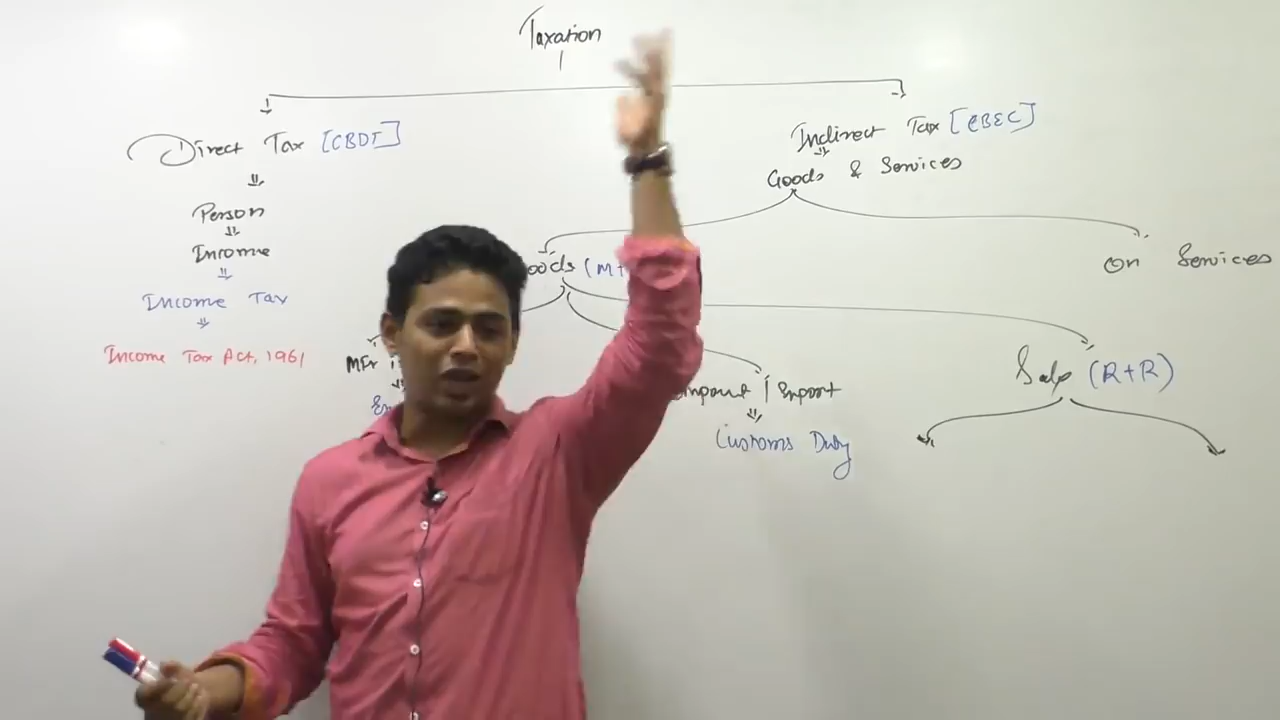 Taxation
Direct Tax [CBDT]
Indirect Tax [CBEC]
Goods & Services
Person
Income
Income Tax
Income Tax Act, 1961
On Services
Sale (R+R)
Customs Duty